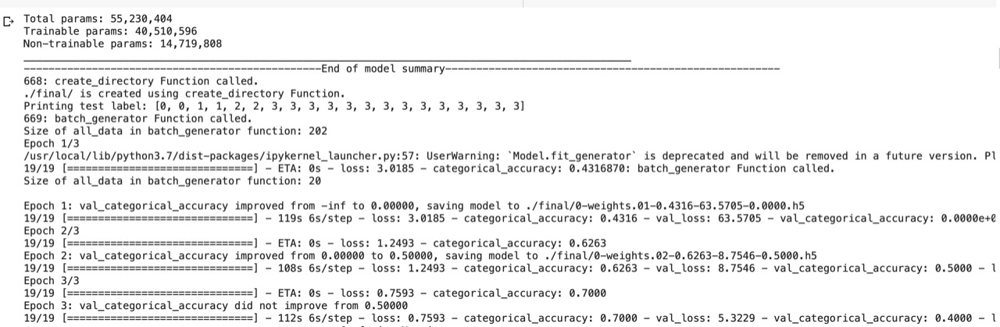 Total params: 55,230,404
Trainable params: 40,510,596
Non-trainable params: 14,719,808
__________________________________________________________________________________________________
------------------------------------------------End of model summary------------------------------------------------------
668: create_directory Function called.
./final/ is created using create_directory Function.
Printing test label: [0, 0, 1, 1, 2, 2, 3, 3, 3, 3, 3, 3, 3, 3, 3, 3, 3, 3, 3, 3]
669: batch_generator Function called.
Size of all_data in batch_generator function: 202
Epoch 1/3
/usr/local/lib/python3.7/dist-packages/ipykernel_launcher.py:57: UserWarning: `Model.fit_generator` is deprecated and will be removed in a future version. Pl
19/19 [==============================] - ETA: 0s - loss: 3.0185 - categorical_accuracy: 0.4316870: batch_generator Function called.
Size of all_data in batch_generator function: 20
Epoch 1: val_categorical_accuracy improved from -inf to 0.00000, saving model to ./final/0-weights.01-0.4316-63.5705-0.0000.h5
19/19 [==============================] - 119s 6s/step - loss: 3.0185 - categorical_accuracy: 0.4316 - val_loss: 63.5705 - val_categorical_accuracy: 0.0000e+0
Epoch 2/3
19/19 [==============================] - ETA: 0s - loss: 1.2493 - categorical_accuracy: 0.6263
Epoch 2: val_categorical_accuracy improved from 0.00000 to 0.50000, saving model to ./final/0-weights.02-0.6263-8.7546-0.5000.h5
19/19 [==============================] - 108s 6s/step - loss: 1.2493 - categorical_accuracy: 0.6263 - val_loss: 8.7546 - val_categorical_accuracy: 0.5000 - l
Epoch 3/3
19/19 [==============================] - ETA: 0s - loss: 0.7593 - categorical_accuracy: 0.7000
Epoch 3: val_categorical_accuracy did not improve from 0.50000
19/19 [==============================] - 112s 6s/step - loss: 0.7593 - categorical_accuracy: 0.7000 - val_loss: 5.3229 - val_categorical_accuracy: 0.4000 - l